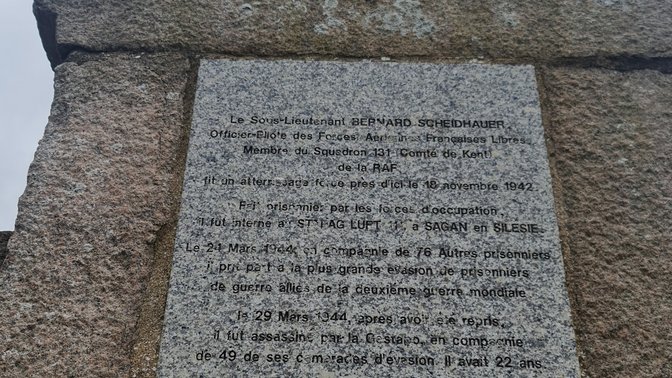 Le Sous-Lieutenant BERNARD SCHEIDHAUER,
Officier-Pilote des Forces Aériennes Françaises Libres,
Membre du Squadron 131 (Comté de Kent)
de la RAF
fit un atterrissage forcé près d'ici le 18 novembre 1942.
Fait prisonnier par les forces d'occupation,
il fut interné au STALAG LUFT III, à SAGAN en SILESIE.
Le 24 Mars 1944, en compagnie de 76 Autres prisonniers
il prit part à la plus grande évasion de prisonniers
de guerre alliés de la deuxième guerre mondiale
le 29 Mars 1944, après avoir été repris,
il fut assassiné par la Gestapo, en compagnie
de 49 de ses camarades d'évasion. Il avait 22 ans.